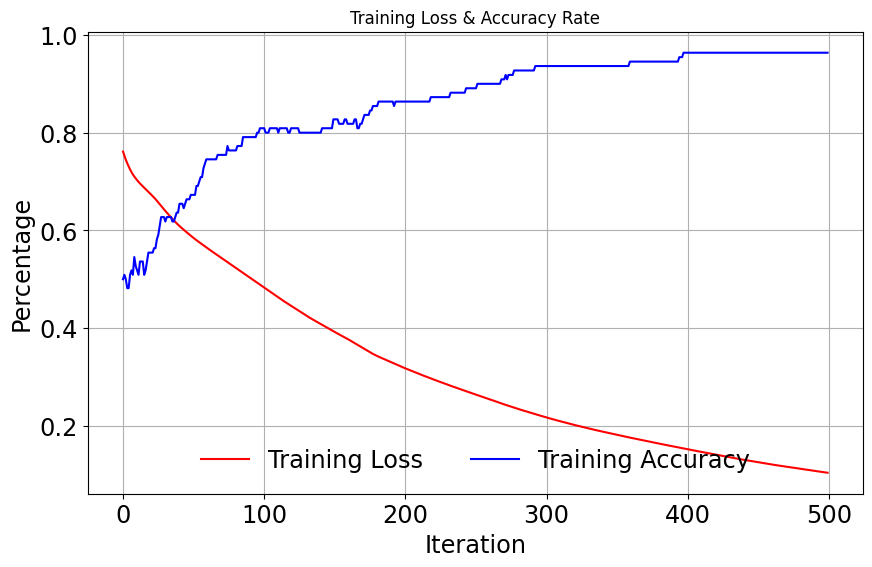 Training Loss & Accuracy Rate
1.0
0.8
0.6
0.4
0.2
Percentage
Training Loss
Training Accuracy
0 100 200 300 400 500
Iteration